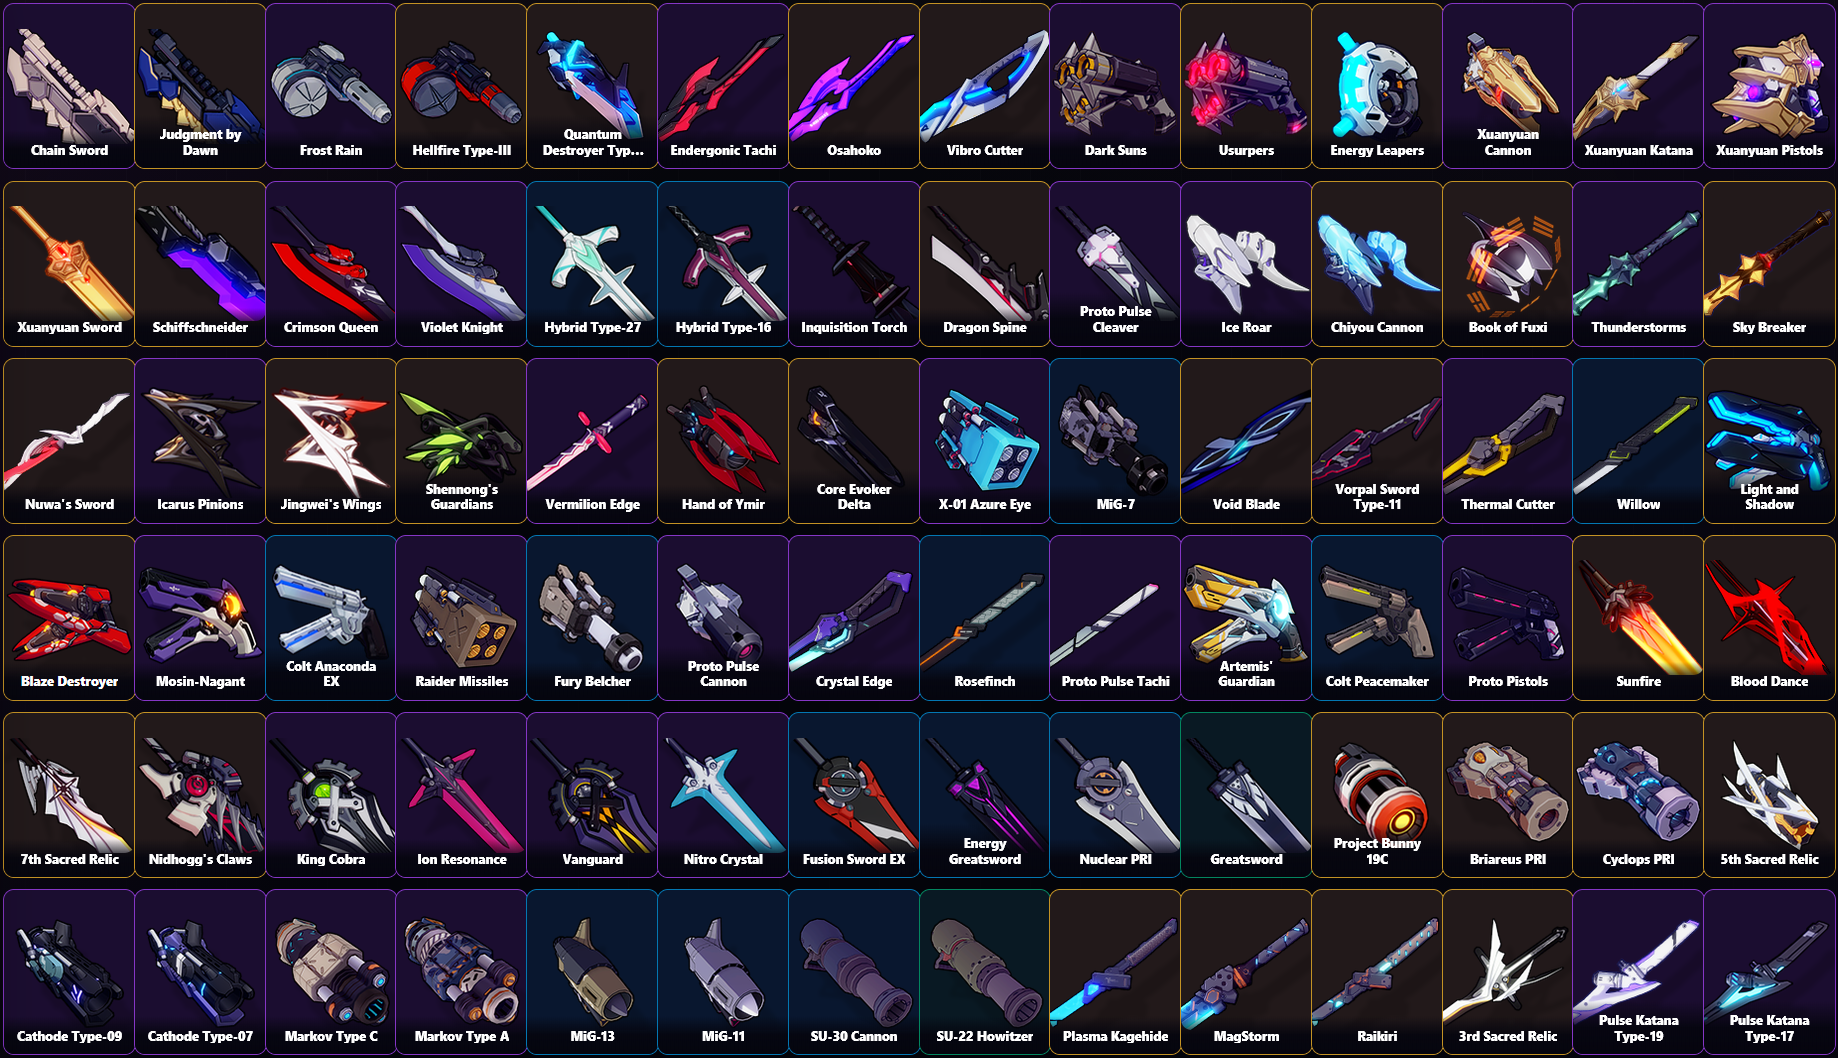 Chain Sword
Judgment by
Dawn
Frost Rain
Hellfire Type-III
Quantum
Destroyer Typ...
Endergonic Tachi
Osahoko
Vibro Cutter
Dark Suns
Usurpers
Energy Leapers
Xuanyuan
Cannon
Xuanyuan Katana
Xuanyuan Pistols
Xuanyuan Sword
Schiffschneider
Crimson Queen
Violet Knight
Hybrid Type-27
Hybrid Type-16
Inquisition Torch
Dragon Spine
Proto Pulse
Cleaver
Ice Roar
Chiyou Cannon
Book of Fuxi
Thunderstorms
Sky Breaker
Nuwa's Sword
Icarus Pinions
Jingwei's Wings
Shennong's
Guardians
Vermilion Edge
Hand of Ymir
Core Evoker
Delta
X-01 Azure Eye
MiG-7
Void Blade
Vorpal Sword
Type-11
Thermal Cutter
Willow
Light and
Shadow
Blaze Destroyer
Mosin-Nagant
Colt Anaconda
EX
Raider Missiles
Fury Belcher
Proto Pulse
Cannon
Crystal Edge
Rosefinch
Proto Pulse Tachi
Artemis'
Guardian
Colt Peacemaker
Proto Pistols
Sunfire
Blood Dance
7th Sacred Relic
Nidhogg's Claws
King Cobra
Ion Resonance
Vanguard
Nitro Crystal
Fusion Sword EX
Energy
Greatsword
Nuclear PRI
Greatsword
Project Bunny
19C
Briareus PRI
Cyclops PRI
5th Sacred Relic
Cathode Type-09
Cathode Type-07
Markov Type C
Markov Type A
MiG-13
MiG-11
SU-30 Cannon
SU-22 Howitzer
Plasma Kagehide
MagStorm
Raikiri
3rd Sacred Relic
Pulse Katana
Type-19
Pulse Katana
Type-17